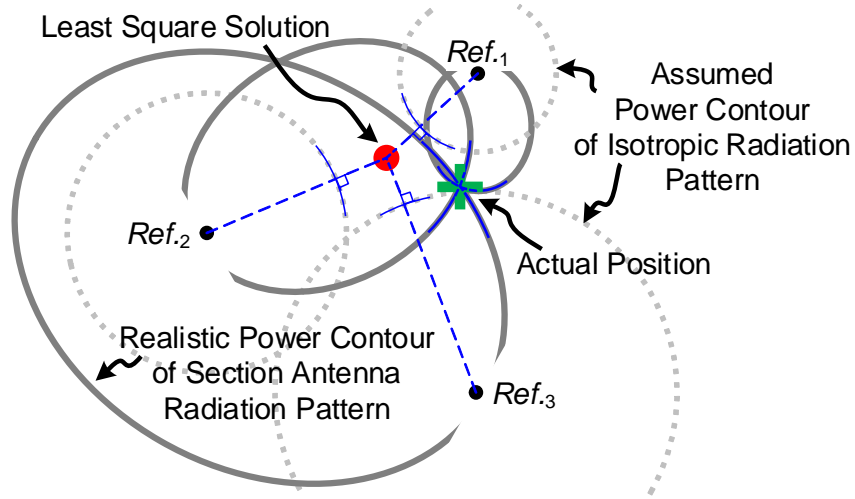 Least Square Solution
Ref.1
Assumed
Power Contour
of Isotropic Radiation
Pattern
Ref.2
Actual Position
Realistic Power Contour
of Section Antenna
Radiation Pattern
Ref.3